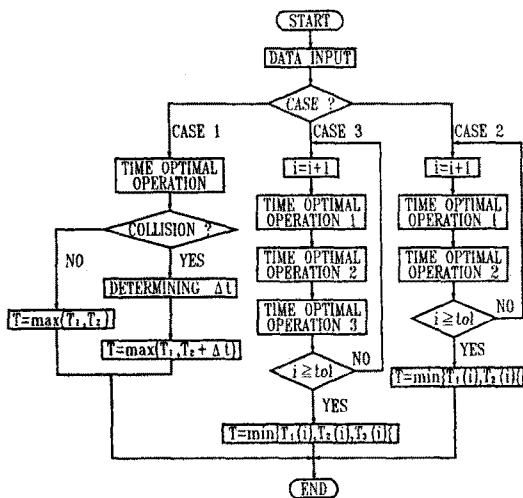 START
DATA INPUT
CASE ?
CASE 1
CASE 3
CASE 2
TIME OPTIMAL
OPERATION
COLLISION ?
NO
YES
DETERMINING Δt
T=max{T₁,T₂}
T=max{T₁,T₂+Δt}
i=i+1
TIME OPTIMAL
OPERATION 1
TIME OPTIMAL
OPERATION 2
TIME OPTIMAL
OPERATION 3
i≧tol
NO
YES
T=min{T₁(i),T₂(i),T₃(i)}
i=i+1
TIME OPTIMAL
OPERATION 1
TIME OPTIMAL
OPERATION 2
i≧tol
NO
YES
T=min{T₁(i),T₂(i)}
END